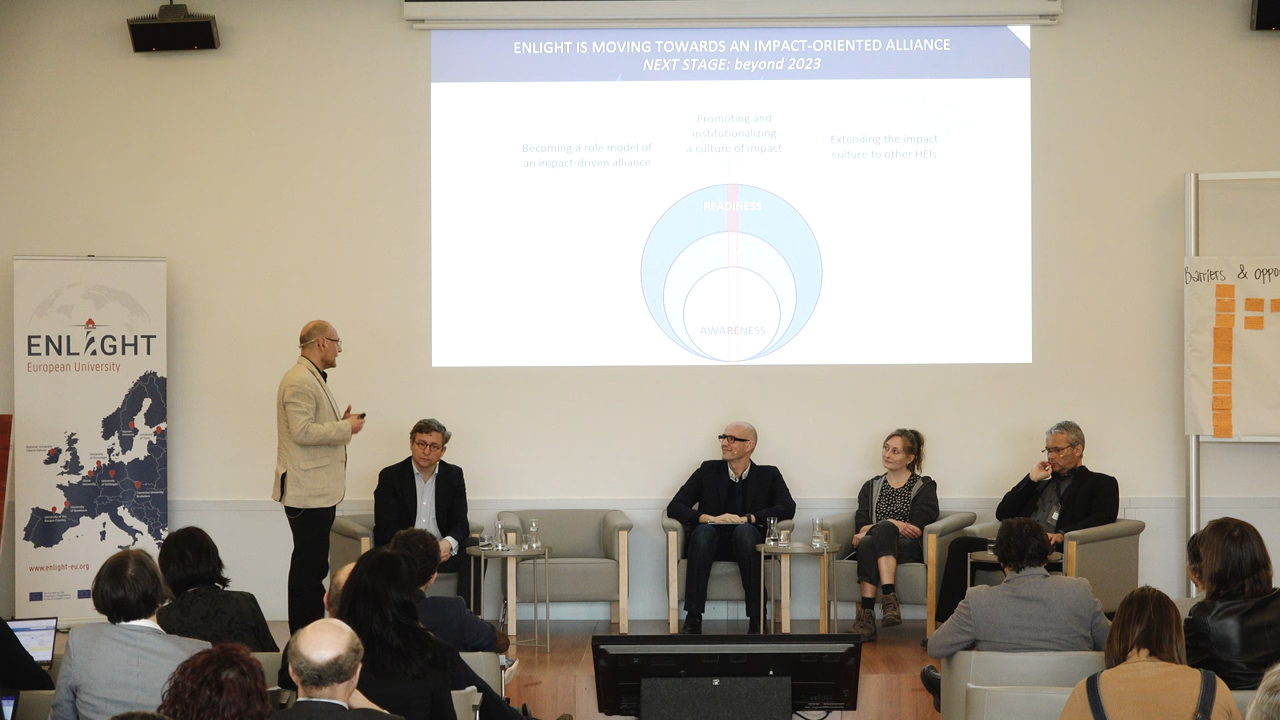 ENLIGHT IS MOVING TOWARDS AN IMPACT-ORIENTED ALLIANCE
NEXT STAGE: beyond 2023
Becoming a role model of
an impact-driven alliance
Promoting and
institutionalizing
a culture of impact
Extending the impact
culture to other HEIs
READINESS
AWARENESS
ENLIGHT
European University
www.enlight-eu.org
Barriers & oppo